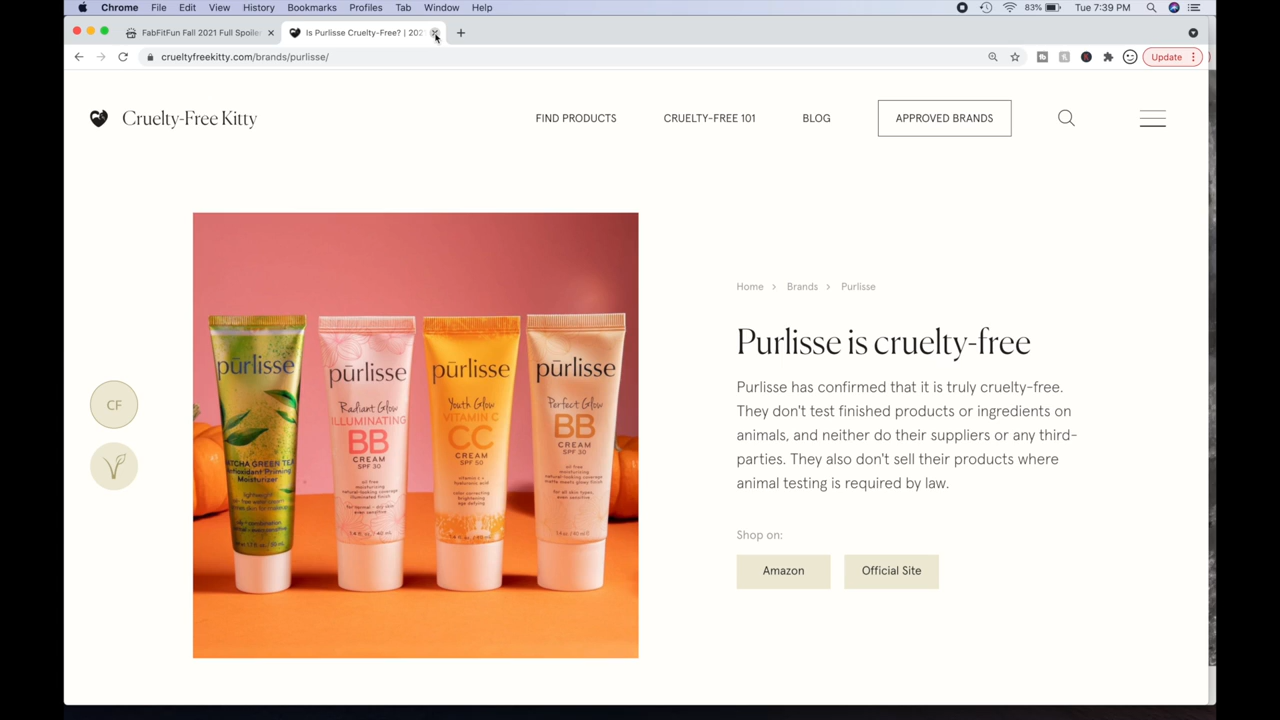 Chrome File Edit View History Bookmarks Profiles Tab Window Help 83% Tue 7:39 PM
FabFitFun Fall 2021 Full Spoiler Is Purlisse Cruelty-Free? | 202
crueltyfreekitty.com/brands/purlisse/ Update
Cruelty-Free Kitty FIND PRODUCTS CRUELTY-FREE 101 BLOG APPROVED BRANDS
Home > Brands > Purlisse
Purlisse is cruelty-free
Purlisse has confirmed that it is truly cruelty-free.
They don't test finished products or ingredients on
animals, and neither do their suppliers or any third-
parties. They also don't sell their products where
animal testing is required by law.
Shop on:
Amazon Official Site
CF
pūrlisse
MATCHA GREEN TEA
Antioxidant Priming
Moisturizer
pūrlisse
Radiant Glow
ILLUMINATING
BB
CREAM
SPF 30
pūrlisse
Youth Glow
VITAMIN C
CC
CREAM
SPF 50
pūrlisse
Perfect Glow
BB
CREAM
SPF 30